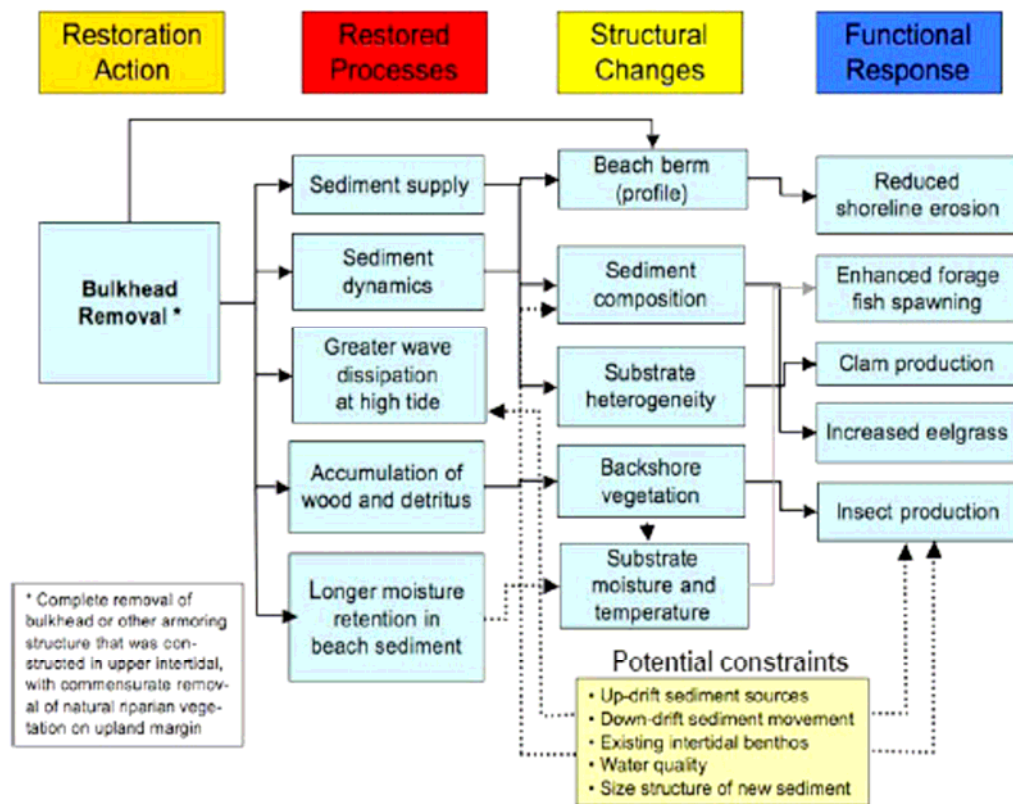 Restoration
Action
Restored
Processes
Structural
Changes
Functional
Response
Bulkhead
Removal *
Sediment supply
Sediment
dynamics
Greater wave
dissipation
at high tide
Accumulation of
wood and detritus
Longer moisture
retention in
beach sediment
Beach berm
(profile)
Sediment
composition
Substrate
heterogeneity
Backshore
vegetation
Substrate
moisture and
temperature
Reduced
shoreline erosion
Enhanced forage
fish spawning
Clam production
Increased eelgrass
Insect production
* Complete removal of
bulkhead or other armoring
structure that was con-
structed in upper intertidal,
with commensurate remov-
al of natural riparian vege-
tation on upland margin
Potential constraints
• Up-drift sediment sources
• Down-drift sediment movement
• Existing intertidal benthos
• Water quality
• Size structure of new sediment